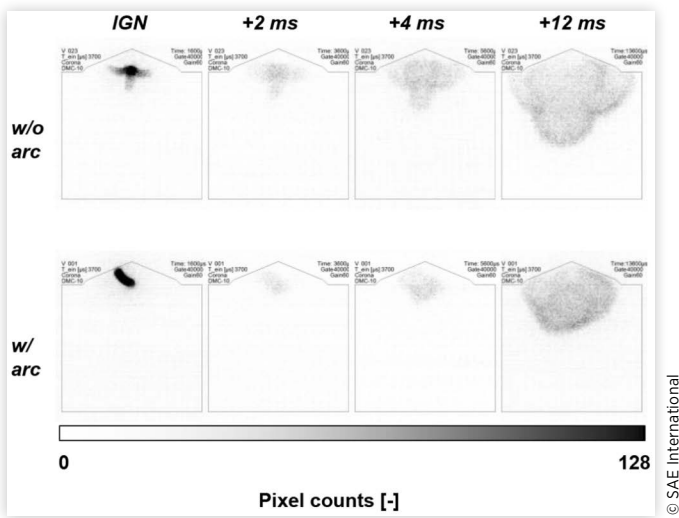 IGN +2 ms +4 ms +12 ms
w/o
arc
V 023
T_ein [µs] 3700
Corona
DMC-10
Time: 1600µ
Gate40000
Gain60
V 023
T_ein [µs] 3700
Corona
DMC-10
Time: 3600µ
Gate40000
Gain60
V 023
T_ein [µs] 3700
Corona
DMC-10
Time: 5600µ
Gate40000
Gain60
V 023
T_ein [µs] 3700
Corona
DMC-10
Time: 13600µs
Gate40000
Gain60
w/
arc
V 001
T_ein [µs] 3700
Corona
DMC-10
Time: 1600µs
Gate40000
Gain60
V 001
T_ein [µs] 3700
Corona
DMC-10
Time: 3600µ
Gate40000
Gain60
V 001
T_ein [µs] 3700
Corona
DMC-10
Time: 5600µ
Gate40000
Gain60
V 001
T_ein [µs] 3700
Corona
DMC-10
Time: 13600µs
Gate40000
Gain60
0 128
Pixel counts [-]
© SAE International